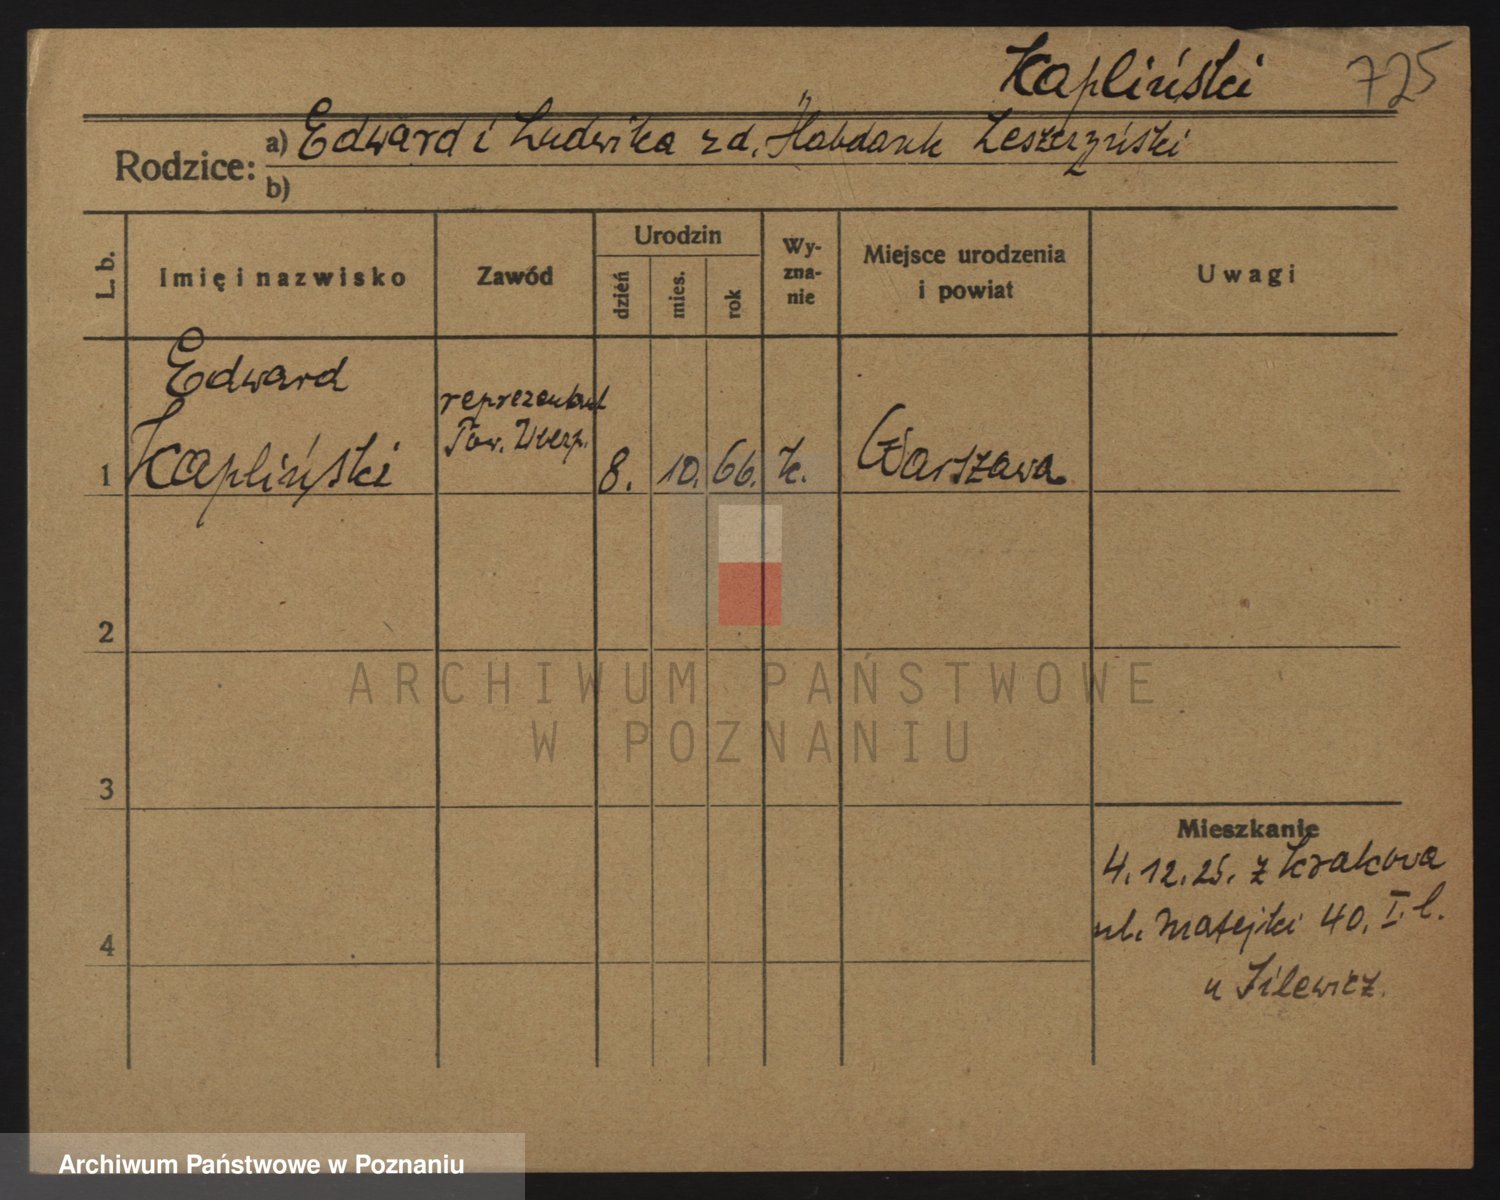 Kapliński 725
Rodzice: a) Edward i Ludwika zd. Habdank Leszczyński
b)
L. b. Imię i nazwisko Zawód Urodzin dzień mies. rok Wy-zna-nie Miejsce urodzenia i powiat Uwagi
Edward
reprezentant
Tow. Ubezp.
1 Kapliński 8. 10. 66. k. Warszawa
2
3
4
Mieszkanie
4. 12. 25. z Krakowa
ul. Matejki 40. I. l.
u Jilewicz.
ARCHIWUM PAŃSTWOWE
W POZNANIU
Archiwum Państwowe w Poznaniu